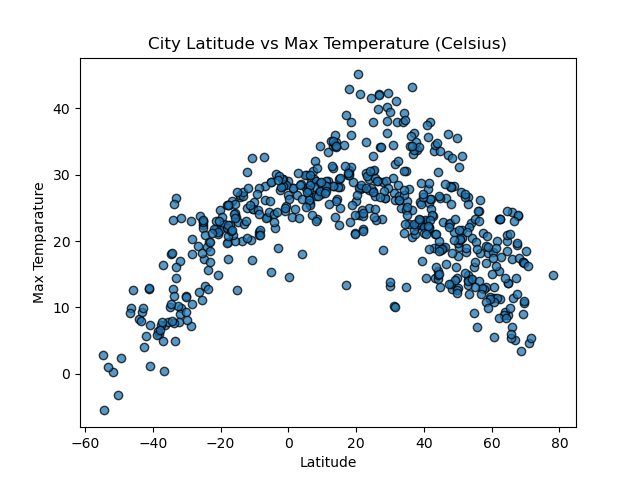 City Latitude vs Max Temperature (Celsius)
40
30
20
10
0
Max Temparature
−60 −40 −20 0 20 40 60 80
Latitude